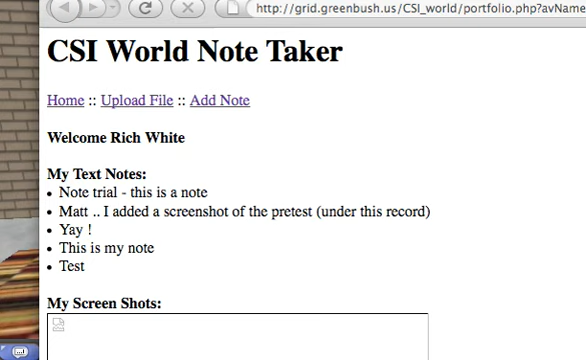 http://grid.greenbush.us/CSI_world/portfolio.php?avName
CSI World Note Taker
Home :: Upload File :: Add Note
Welcome Rich White
My Text Notes:
• Note trial - this is a note
• Matt .. I added a screenshot of the pretest (under this record)
• Yay !
• This is my note
• Test
My Screen Shots: